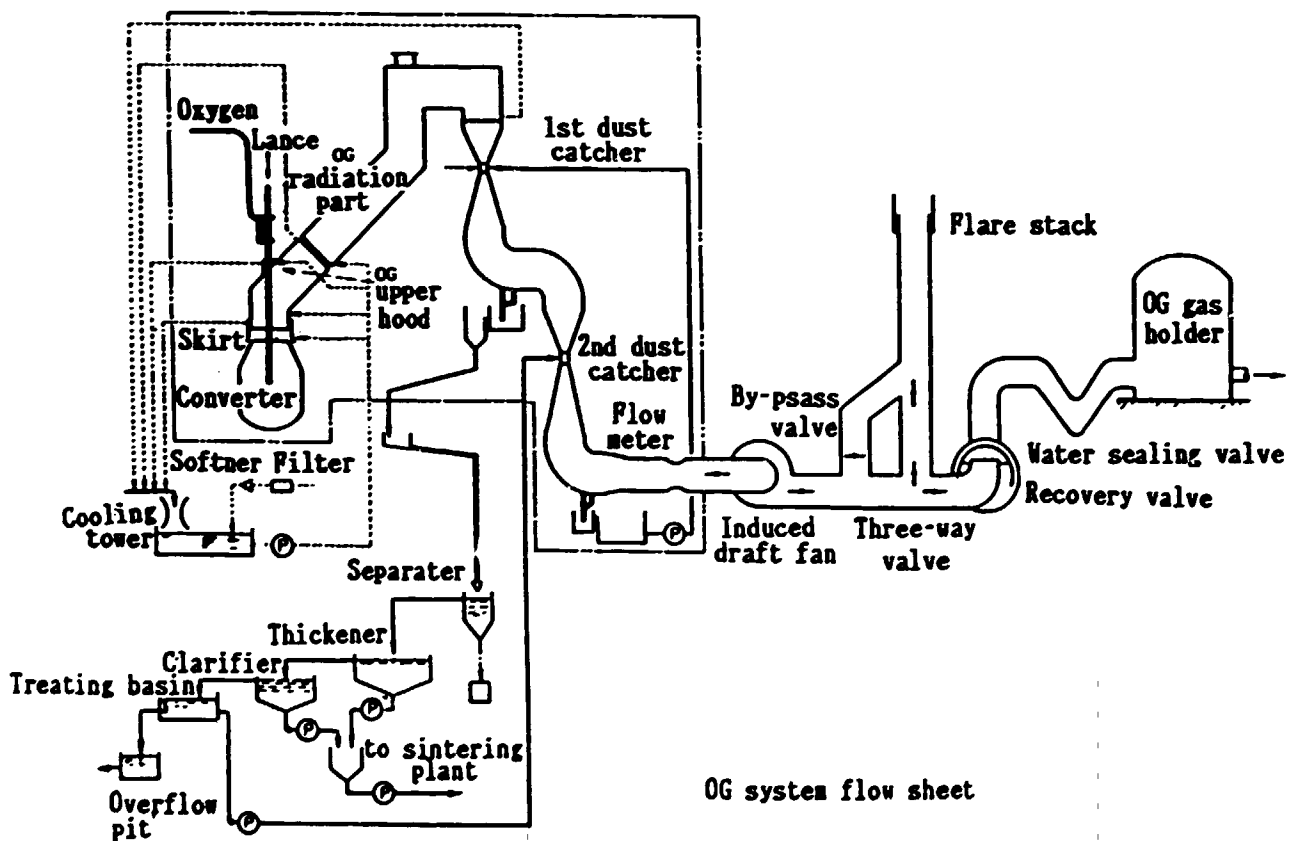 Oxygen
Lance
OG
radiation
part
1st dust
catcher
Flare stack
OG
upper
hood
OG gas
holder
Skirt
2nd dust
catcher
Converter
By-psass
valve
Flow
meter
Softner Filter
Water sealing valve
Recovery valve
Cooling
tower
P
Induced
draft fan
Three-way
valve
P
Separater
Thickener
Clarifier
Treating basin
P
P
to sintering
plant
P
Overflow
pit
P
OG system flow sheet